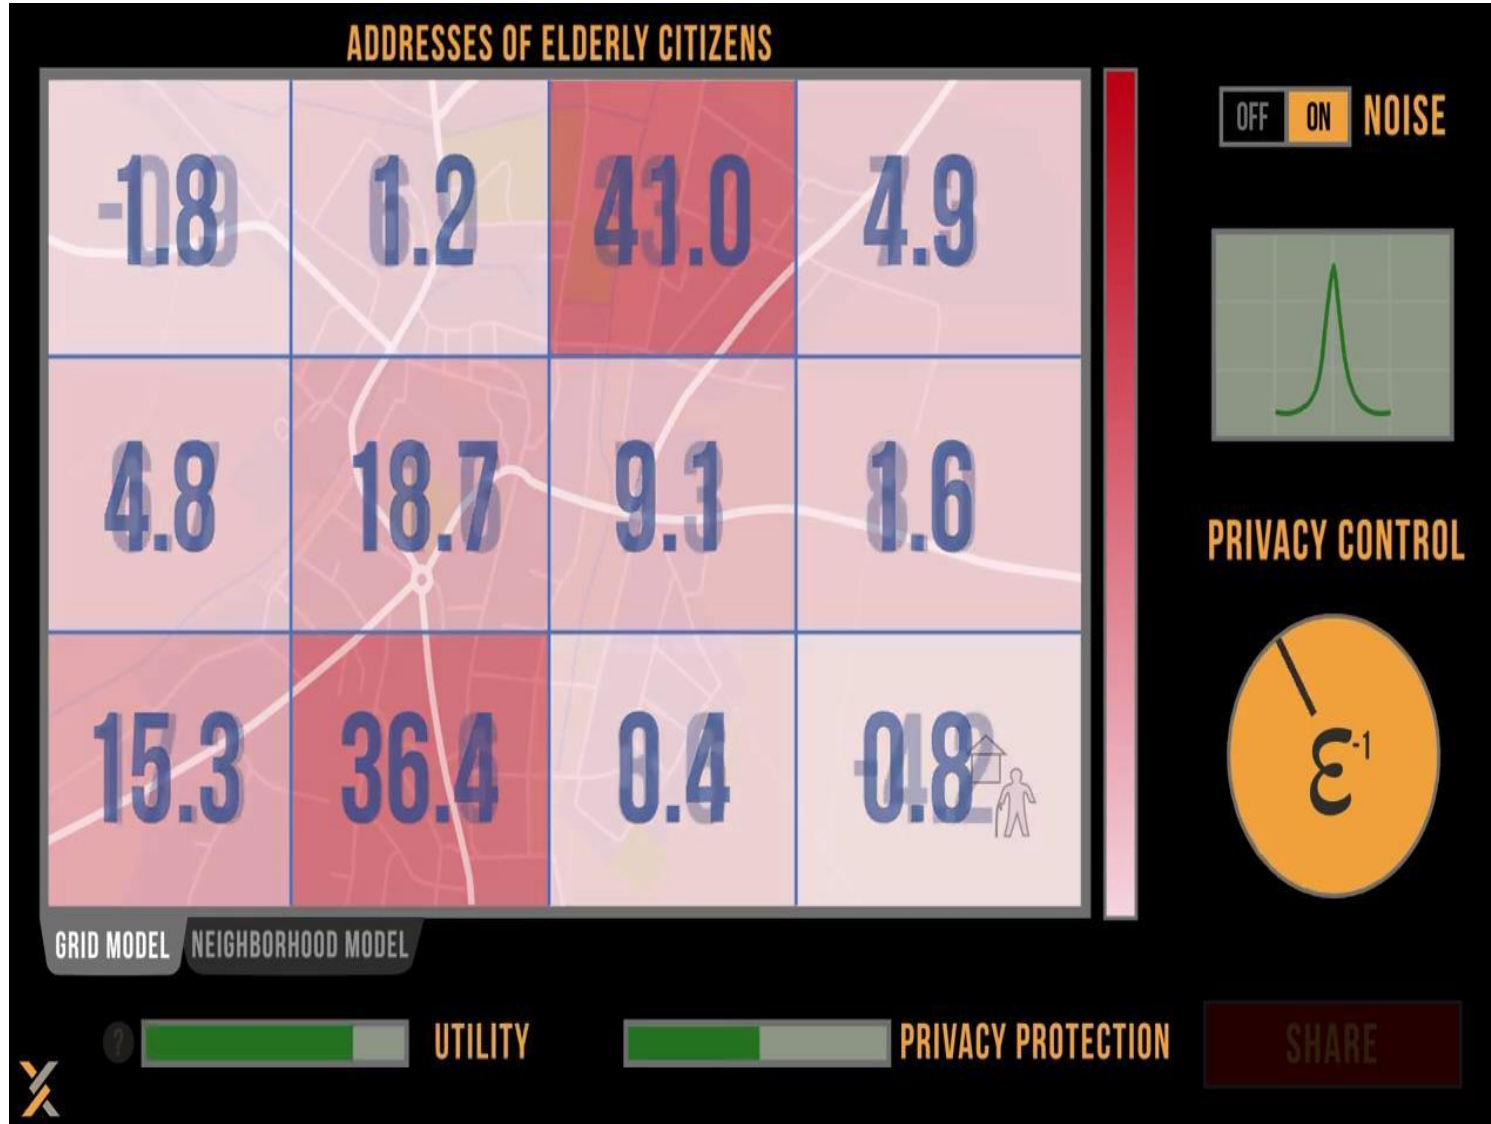 ADDRESSES OF ELDERLY CITIZENS
OFF ON NOISE
1.2 41.0 4.9
4.8 18.7 9.1 1.6
15.3 36.4 0.4 0.8
PRIVACY CONTROL
ε-1
GRID MODEL NEIGHBORHOOD MODEL
? UTILITY PRIVACY PROTECTION SHARE